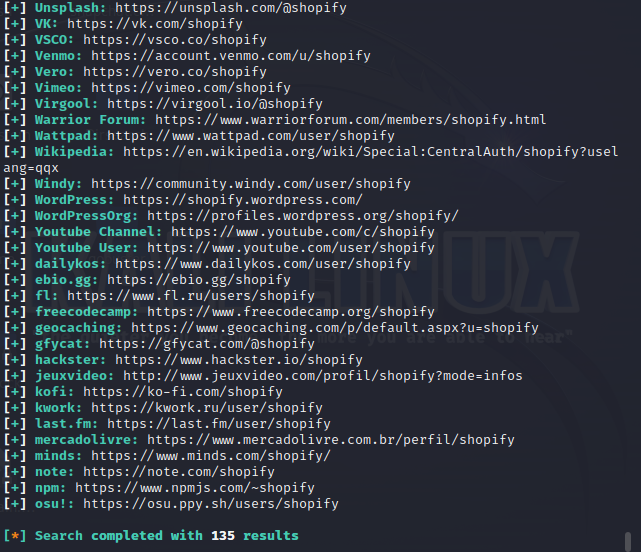 [+] Unsplash: https://unsplash.com/@shopify
[+] VK: https://vk.com/shopify
[+] VSCO: https://vsco.co/shopify
[+] Venmo: https://account.venmo.com/u/shopify
[+] Vero: https://vero.co/shopify
[+] Vimeo: https://vimeo.com/shopify
[+] Virgool: https://virgool.io/@shopify
[+] Warrior Forum: https://www.warriorforum.com/members/shopify.html
[+] Wattpad: https://www.wattpad.com/user/shopify
[+] Wikipedia: https://en.wikipedia.org/wiki/Special:CentralAuth/shopify?usel
ang=qqx
[+] Windy: https://community.windy.com/user/shopify
[+] WordPress: https://shopify.wordpress.com/
[+] WordPressOrg: https://profiles.wordpress.org/shopify/
[+] Youtube Channel: https://www.youtube.com/c/shopify
[+] Youtube User: https://www.youtube.com/user/shopify
[+] dailykos: https://www.dailykos.com/user/shopify
[+] ebio.gg: https://ebio.gg/shopify
[+] fl: https://www.fl.ru/users/shopify
[+] freecodecamp: https://www.freecodecamp.org/shopify
[+] geocaching: https://www.geocaching.com/p/default.aspx?u=shopify
[+] gfycat: https://gfycat.com/@shopify
[+] hackster: https://www.hackster.io/shopify
[+] jeuxvideo: http://www.jeuxvideo.com/profil/shopify?mode=infos
[+] kofi: https://ko-fi.com/shopify
[+] kwork: https://kwork.ru/user/shopify
[+] last.fm: https://last.fm/user/shopify
[+] mercadolivre: https://www.mercadolivre.com.br/perfil/shopify
[+] minds: https://www.minds.com/shopify/
[+] note: https://note.com/shopify
[+] npm: https://www.npmjs.com/~shopify
[+] osu!: https://osu.ppy.sh/users/shopify
[*] Search completed with 135 results